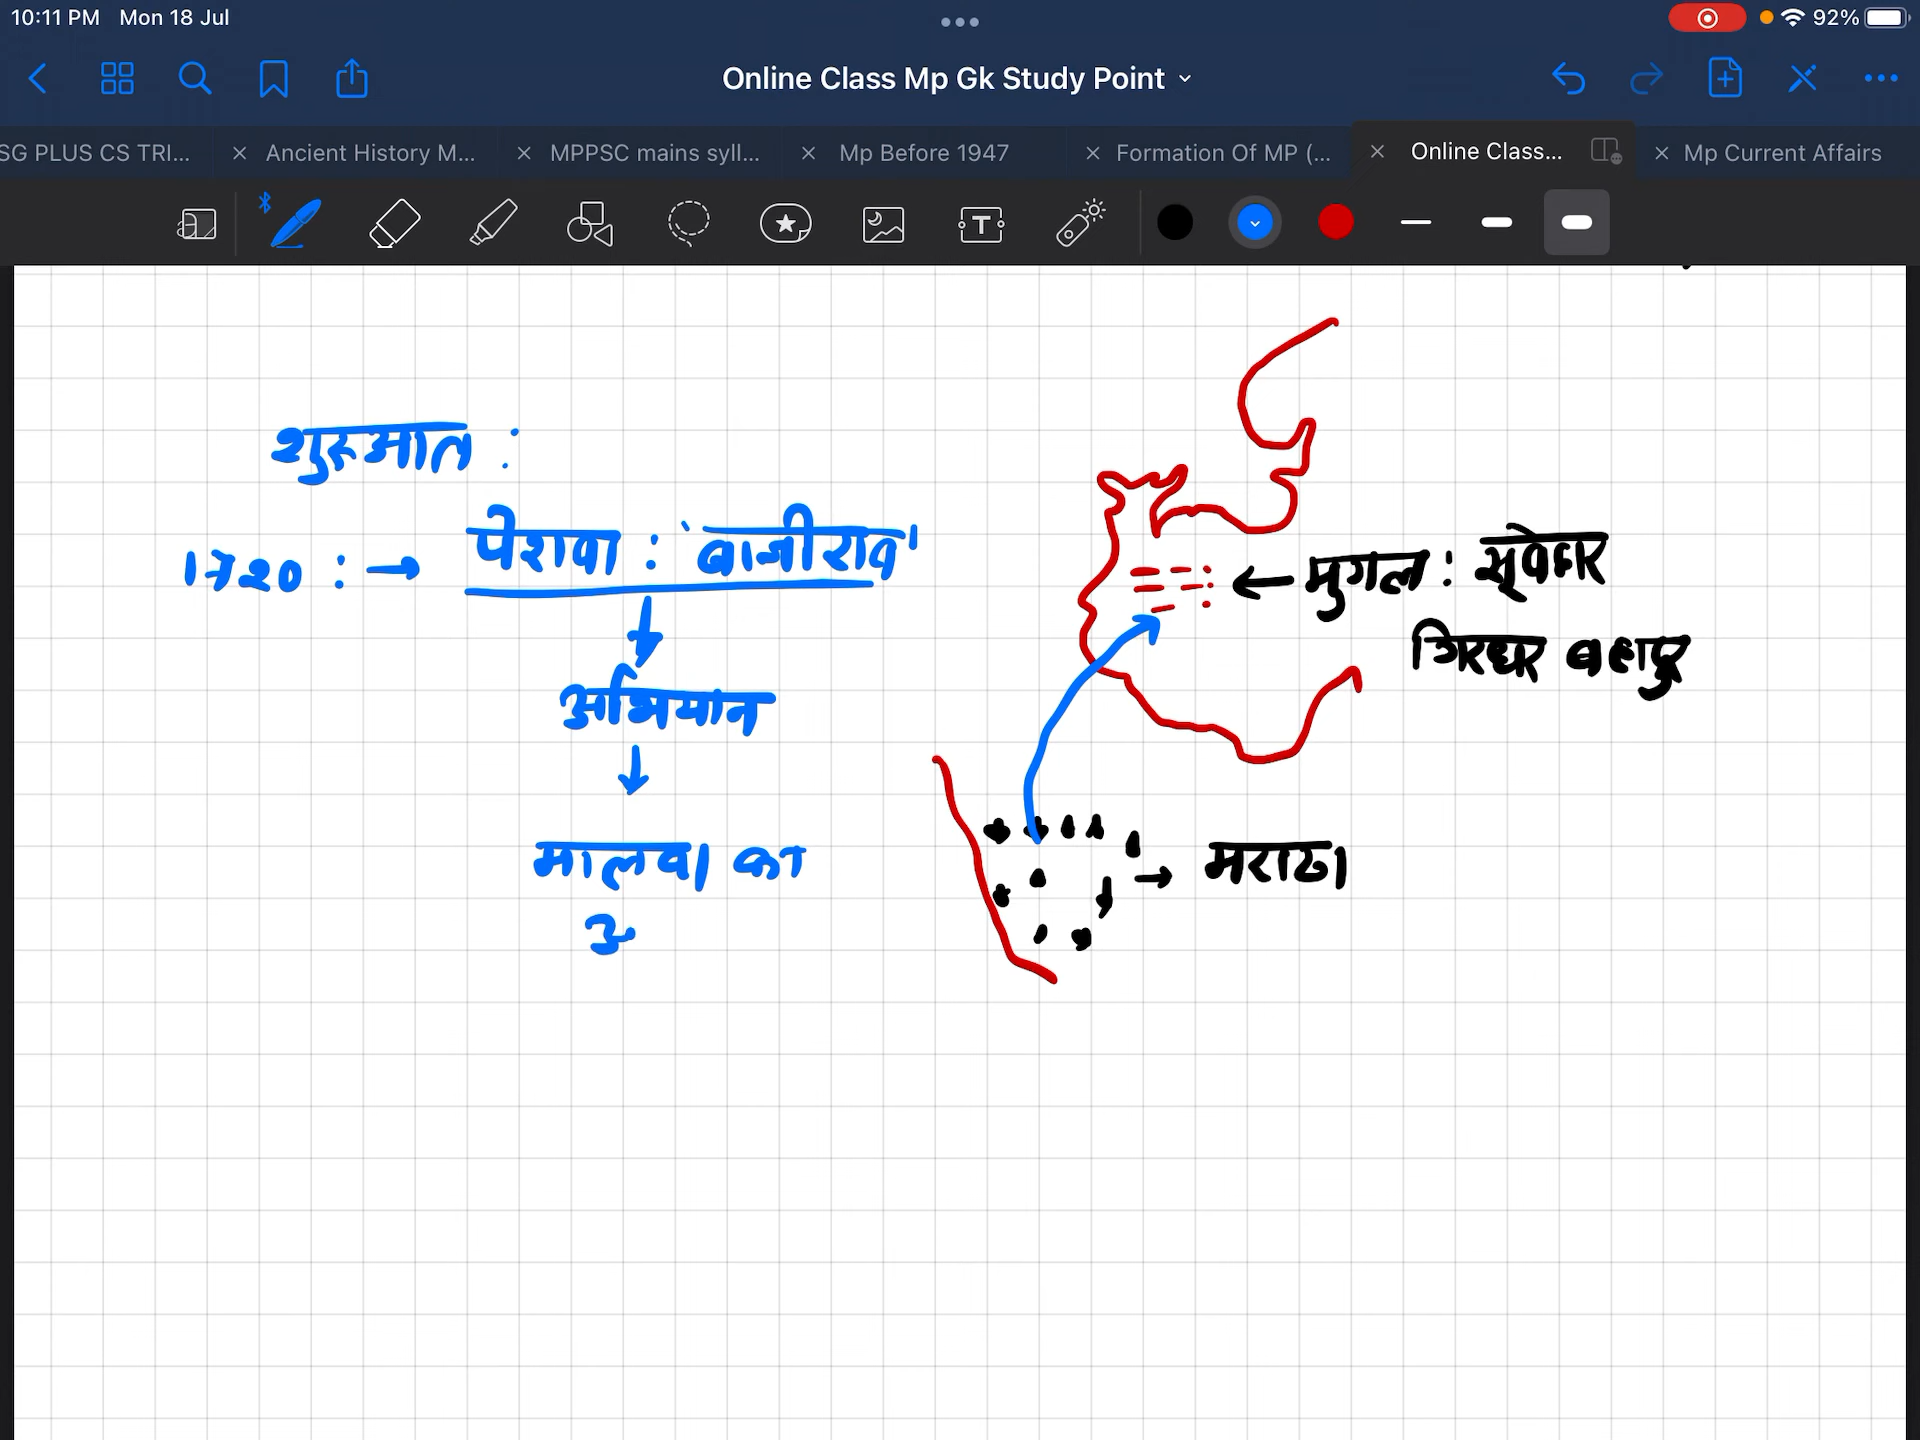 10:11 PM Mon 18 Jul
92%
Online Class Mp Gk Study Point
SG PLUS CS TRI...
Ancient History M...
MPPSC mains syll...
Mp Before 1947
Formation Of MP (...
Online Class...
Mp Current Affairs
शुरुआत :
1720 : → पेशवा : 'बाजीराव'
अभियान
मालवा का
मुगल : सूबेदार
गिरधर बहादुर
→ मराठा